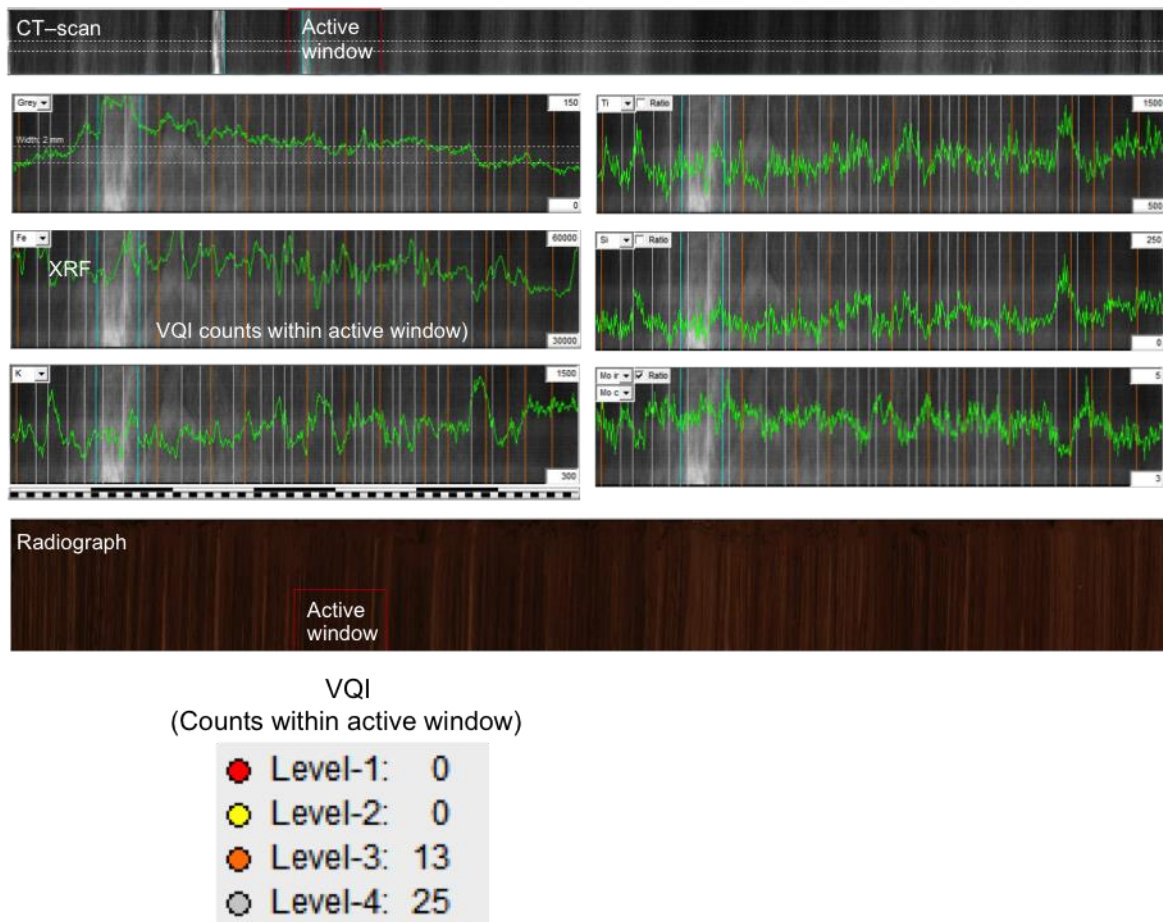 CT–scan
Active
window
Grey
150
Width: 2 mm
0
Ti
Ratio
1500
500
Fe
60000
XRF
VQI counts within active window)
30000
Si
Ratio
250
0
K
1500
300
Mo ir
Ratio
5
Mo c
3
Radiograph
Active
window
VQI
(Counts within active window)
Level-1: 0
Level-2: 0
Level-3: 13
Level-4: 25